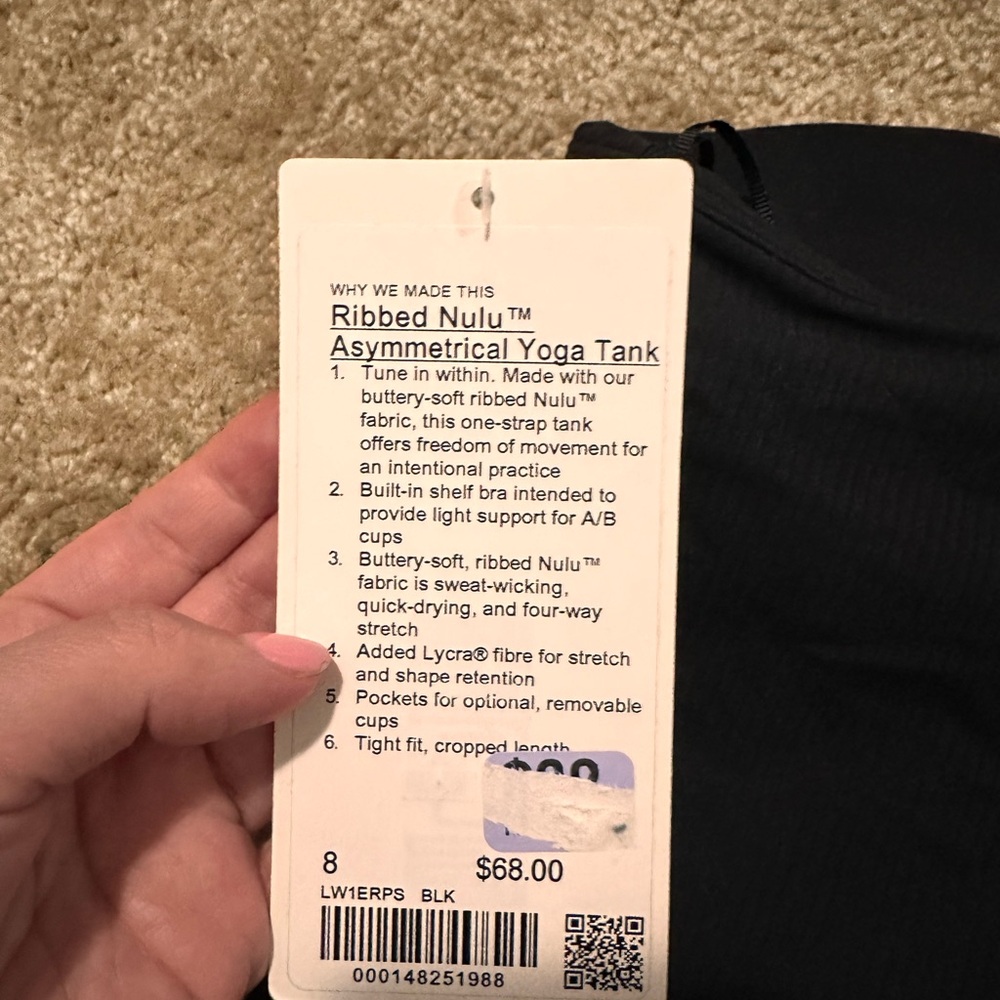 WHY WE MADE THIS
Ribbed Nulu™
Asymmetrical Yoga Tank
1. Tune in within. Made with our
buttery-soft ribbed Nulu™
fabric, this one-strap tank
offers freedom of movement for
an intentional practice
2. Built-in shelf bra intended to
provide light support for A/B
cups
3. Buttery-soft, ribbed Nulu™
fabric is sweat-wicking,
quick-drying, and four-way
stretch
4. Added Lycra® fibre for stretch
and shape retention
5. Pockets for optional, removable
cups
6. Tight fit, cropped length
8 $68.00
LW1ERPS BLK
000148251988